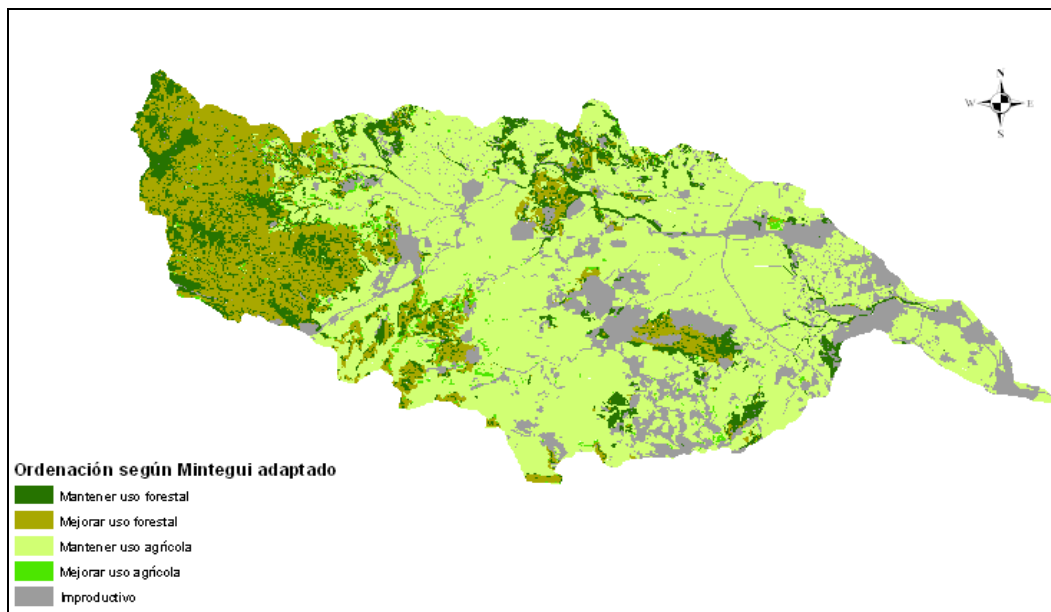 N
W E
S
Ordenación según Mintegui adaptado
Mantener uso forestal
Mejorar uso forestal
Mantener uso agrícola
Mejorar uso agrícola
Improductivo